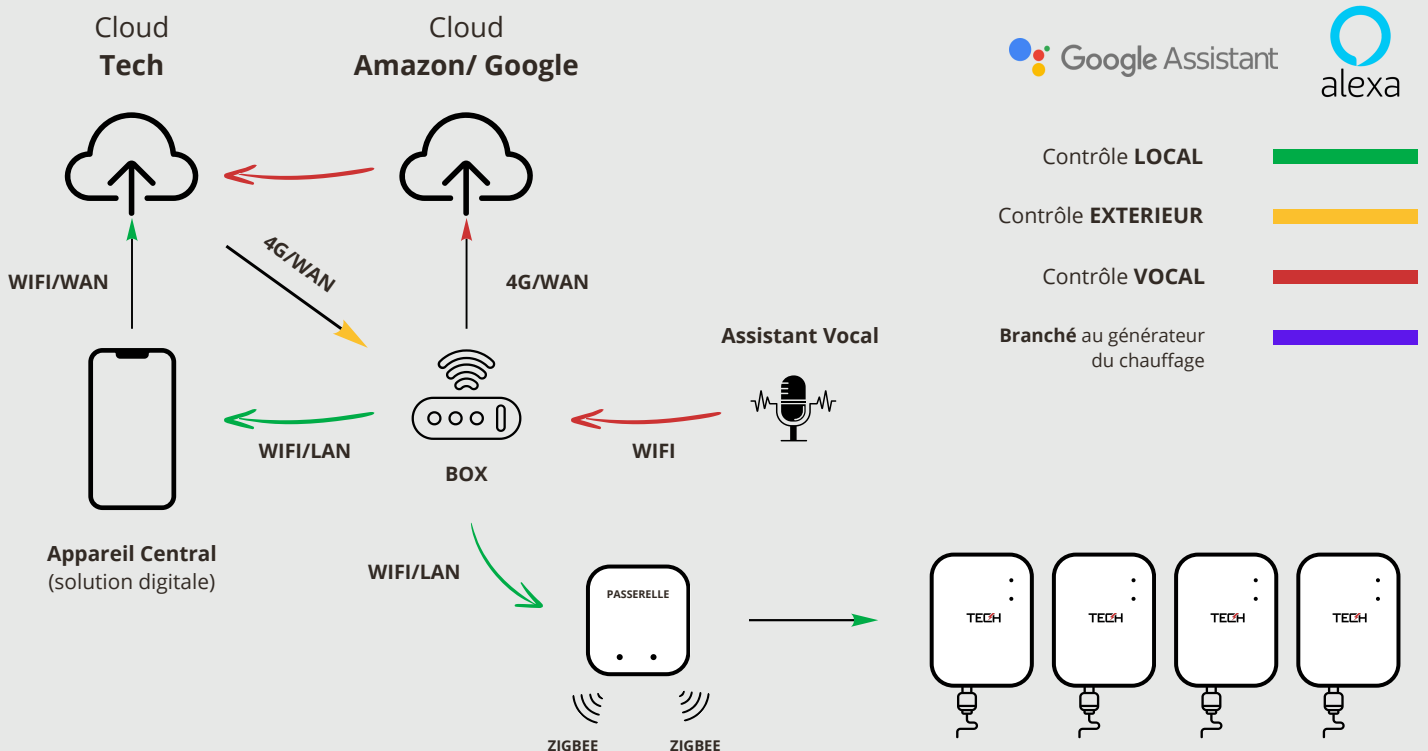 Cloud
Tech
Cloud
Amazon/ Google
Google Assistant
alexa
Contrôle LOCAL
Contrôle EXTERIEUR
Contrôle VOCAL
Branché au générateur
du chauffage
WIFI/WAN
4G/WAN
4G/WAN
Assistant Vocal
WIFI/LAN
BOX
WIFI
Appareil Central
(solution digitale)
WIFI/LAN
PASSERELLE
TECH
TECH
TECH
TECH
ZIGBEE
ZIGBEE